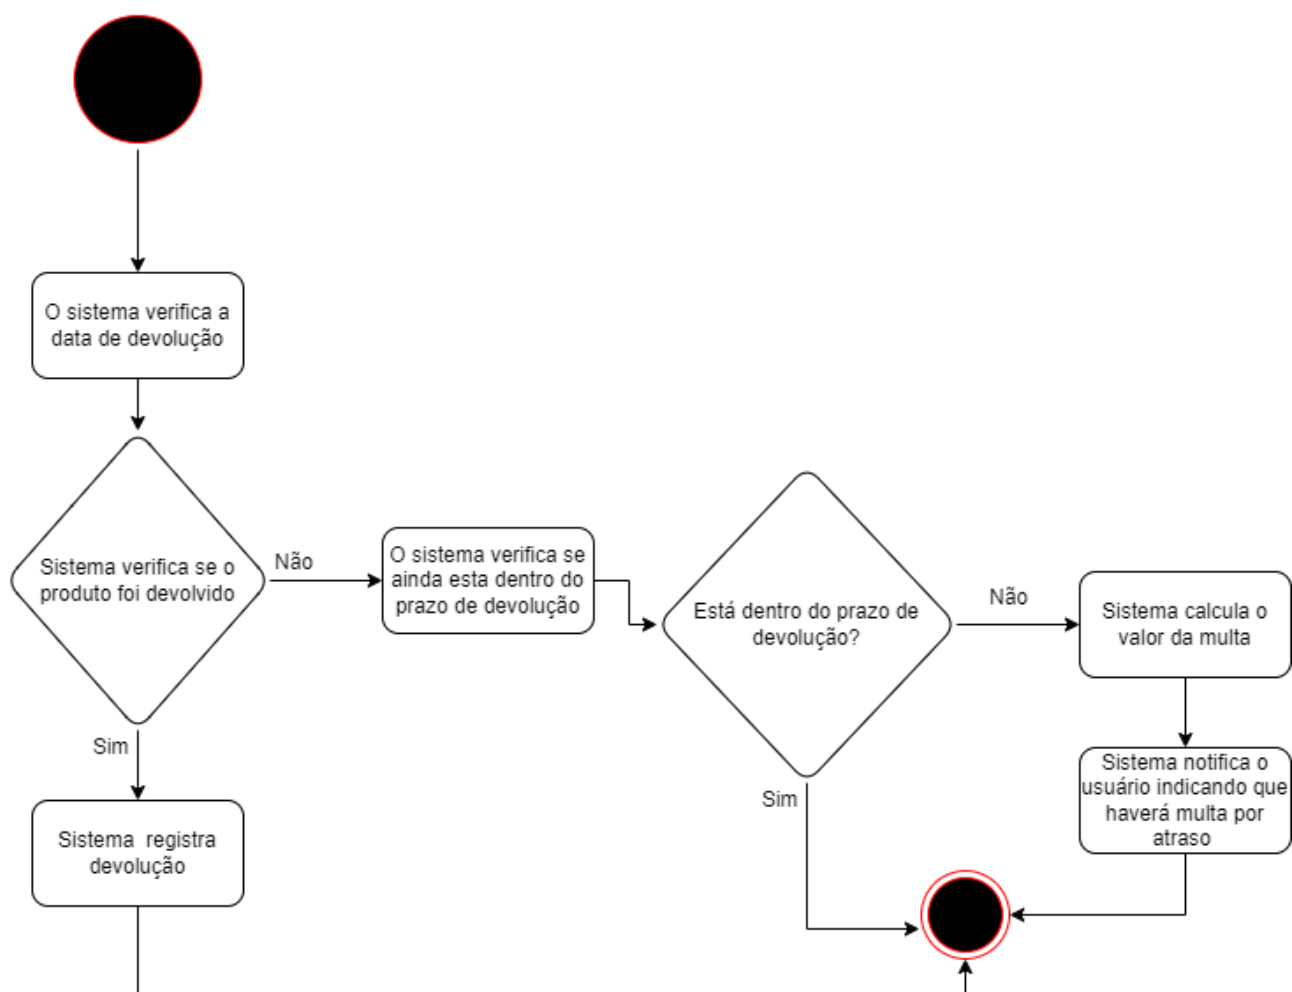 O sistema verifica a
data de devolução
Sistema verifica se o
produto foi devolvido
Não
O sistema verifica se
ainda esta dentro do
prazo de devolução
Está dentro do prazo de
devolução?
Não
Sistema calcula o
valor da multa
Sim
Sistema registra
devolução
Sim
Sistema notifica o
usuário indicando que
haverá multa por
atraso